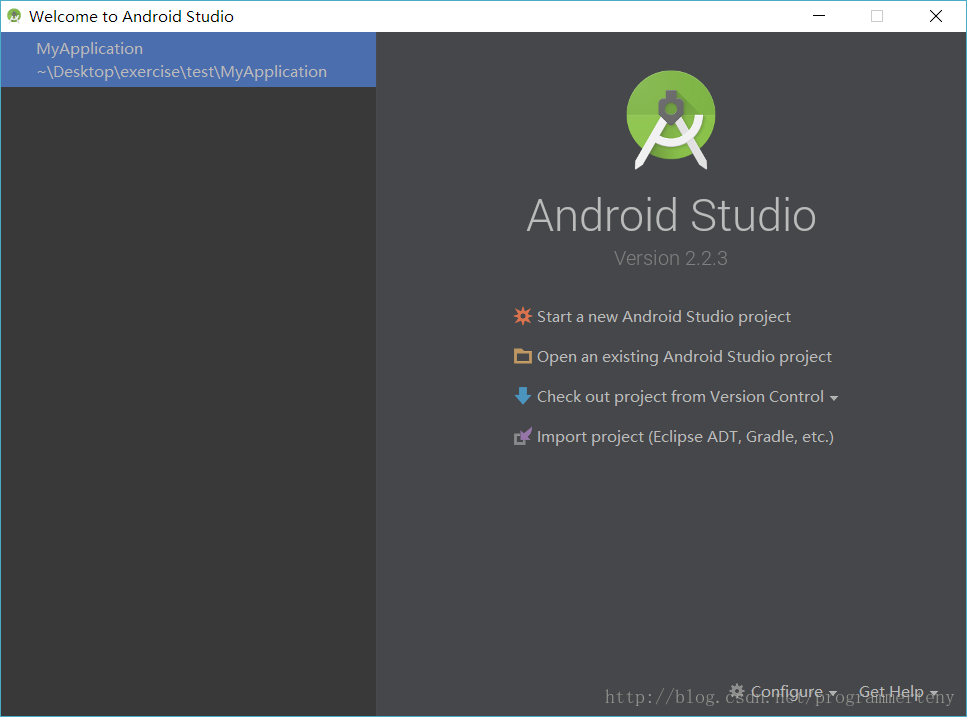 Welcome to Android Studio
MyApplication
~\Desktop\exercise\test\MyApplication
Android Studio
Version 2.2.3
Start a new Android Studio project
Open an existing Android Studio project
Check out project from Version Control
Import project (Eclipse ADT, Gradle, etc.)
Configure
Get Help
http://blog.csdn.net/programmerteny